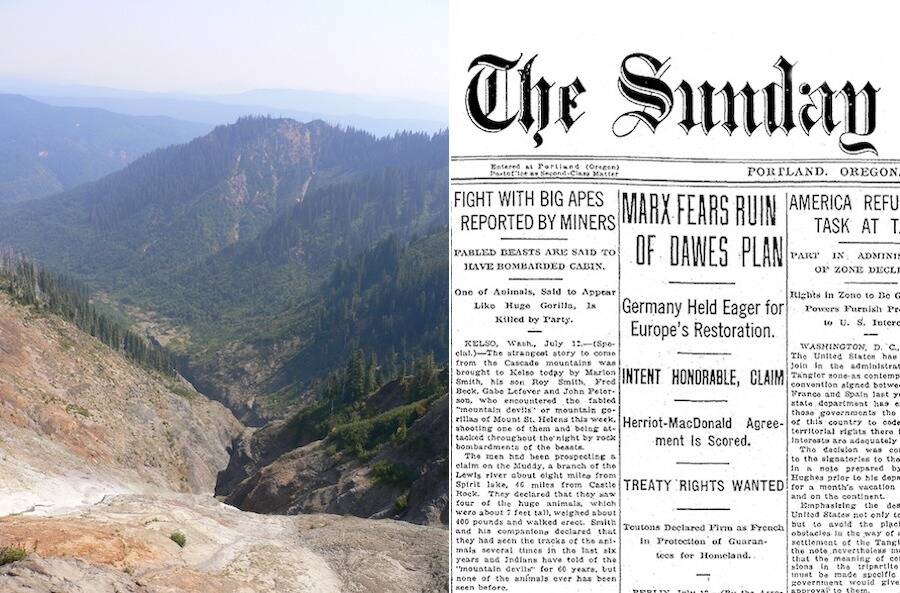 The Sunday
Entered at Portland (Oregon)
Postoffice as Second-Class Matter
PORTLAND, OREGON,
FIGHT WITH BIG APES
REPORTED BY MINERS
FABLED BEASTS ARE SAID TO
HAVE BOMBARDED CABIN.
One of Animals, Said to Appear
Like Huge Gorilla, Is
Killed by Party.
KELSO, Wash., July 12.—(Spe-
cial.)—The strangest story to come
from the Cascade mountains was
brought to Kelso today by Marion
Smith, his son Roy Smith, Fred
Beck, Gabe Lefever and John Peter-
son, who encountered the fabled
"mountain devils" or mountain go-
rillas of Mount St. Helens this week,
shooting one of them and being at-
tacked throughout the night by rock
bombardments of the beasts.
The men had been prospecting a
claim on the Muddy, a branch of the
Lewis river about eight miles from
Spirit lake, 46 miles from Castle
Rock. They declared that they saw
four of the huge animals, which
were about 7 feet tall, weighed about
400 pounds and walked erect. Smith
and his companions declared that
they had seen the tracks of the ani-
mals several times in the last six
years and Indians have told of the
"mountain devils" for 60 years, but
none of the animals ever has been
seen before.
MARX FEARS RUIN
OF DAWES PLAN
Germany Held Eager for
Europe's Restoration.
INTENT HONORABLE, CLAIM
Herriot-MacDonald Agree-
ment Is Scored.
TREATY RIGHTS WANTED
Teutons Declared Firm as French
in Protection of Guaran-
tees for Homeland.
BERLIN, July 12.—(By the Asso-
AMERICA REFU
TASK AT T
PART IN ADMINIS
OF ZONE DECLI
Rights in Zone to Be G
Powers Furnish Pr
to U. S. Interc
WASHINGTON, D. C.,
The United States has
join in the administrat
Tangier zone as contemp
convention signed betwe
France and Spain last ye
state department has e
those governments the
of this country to code
territorial rights there
interests are adequately
The decision was con
to the signatories to the
in a note prepared by
Hughes prior to his depa
for a month's vacation
and on the continent.
Emphasizing the des
United States not only to
but to avoid the placi
obstacles in the way of a
settlement of the Tangi
the note nevertheless m
that the meaning of ce
sions in the tripartite
must be made specific
government would give
approval to them.